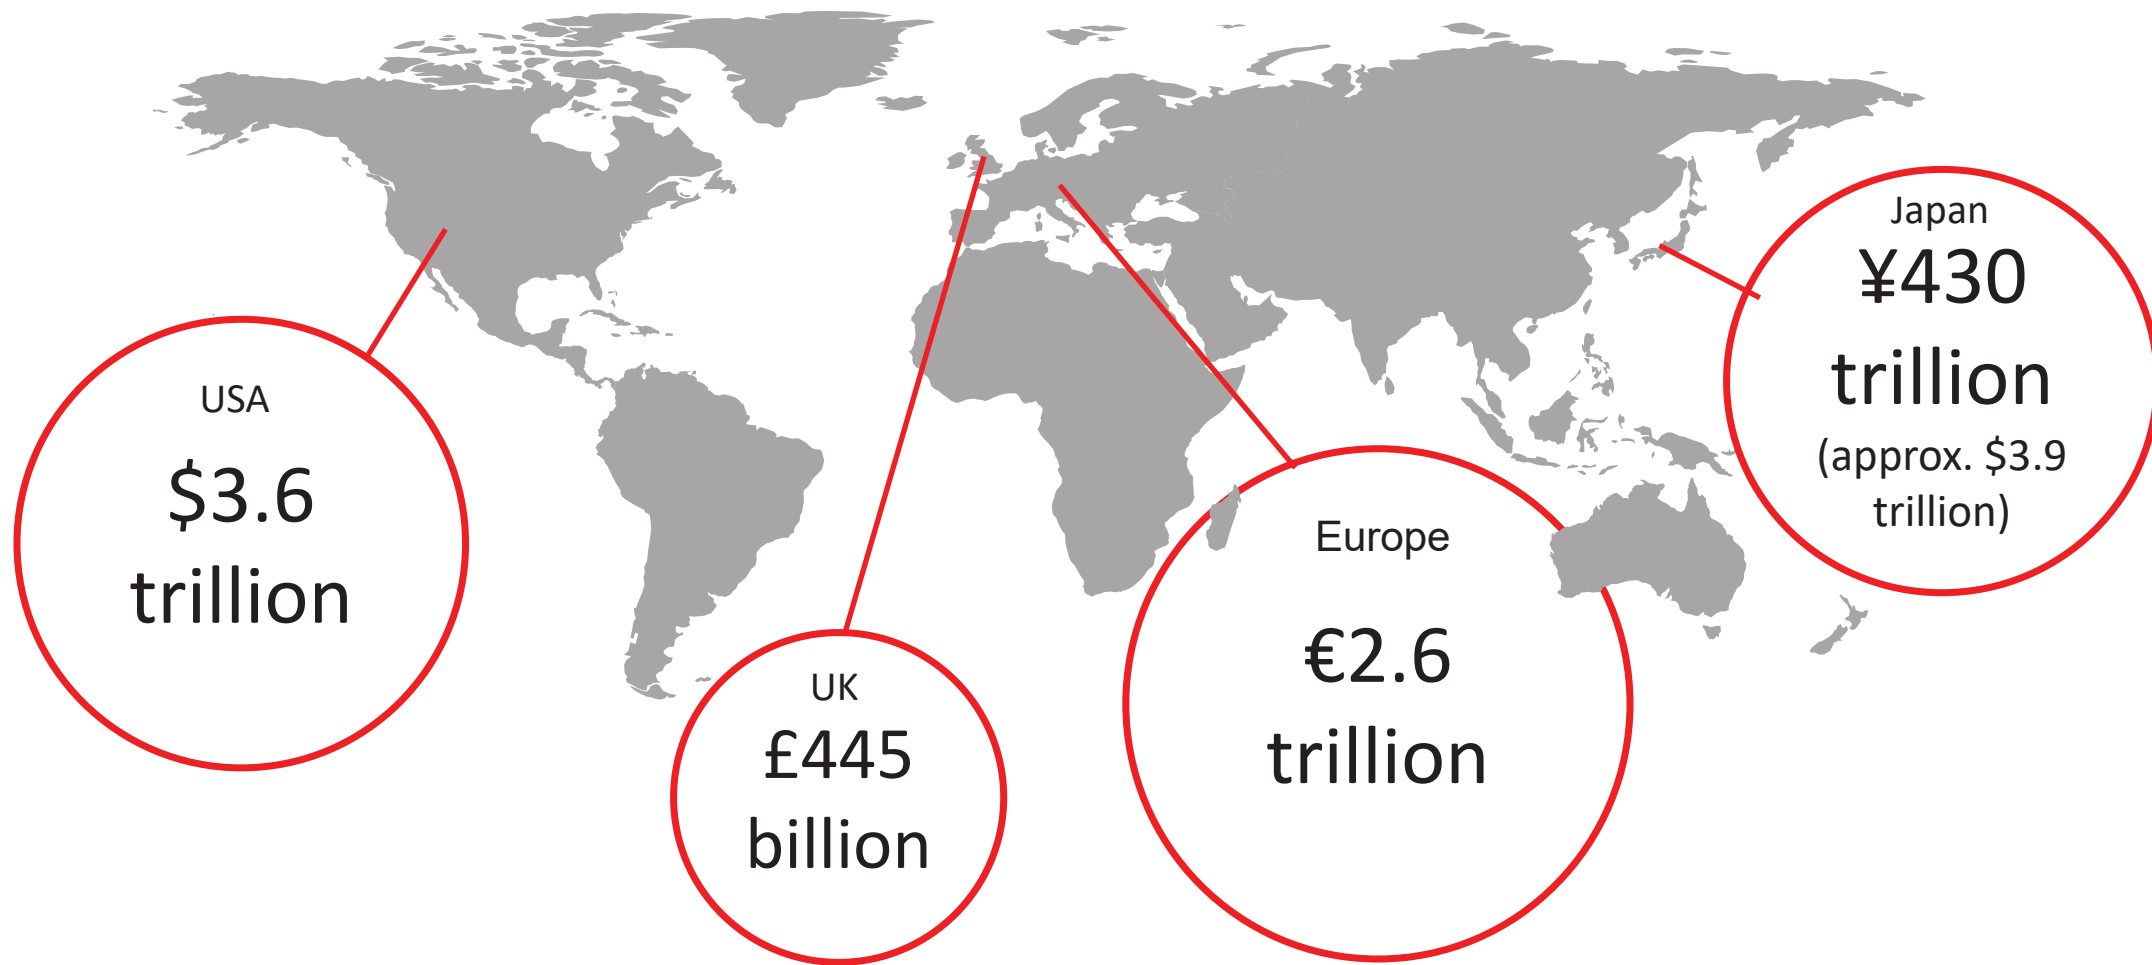 USA
$3.6
trillion
UK
£445
billion
Europe
€2.6
trillion
Japan
¥430
trillion
(approx. $3.9
trillion)